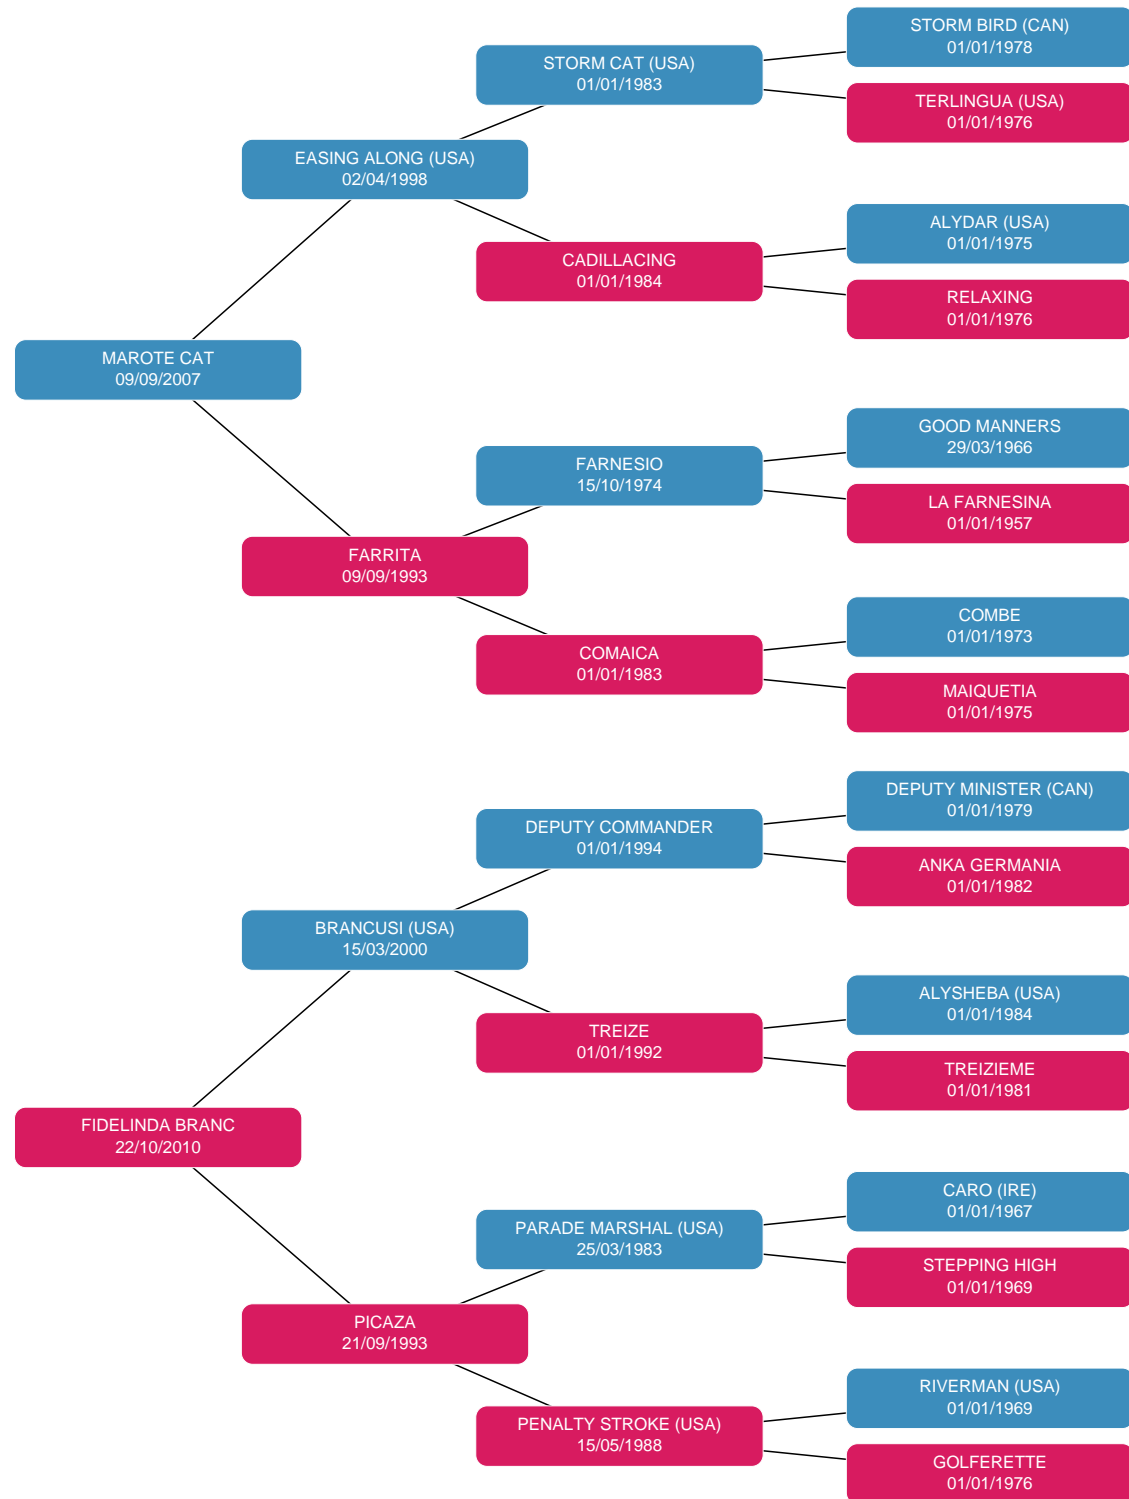 STORM BIRD (CAN)
01/01/1978
STORM CAT (USA)
01/01/1983
TERLINGUA (USA)
01/01/1976
EASING ALONG (USA)
02/04/1998
ALYDAR (USA)
01/01/1975
CADILLACING
01/01/1984
RELAXING
01/01/1976
MAROTE CAT
09/09/2007
GOOD MANNERS
29/03/1966
FARNESIO
15/10/1974
LA FARNESINA
01/01/1957
FARRITA
09/09/1993
COMBE
01/01/1973
COMAICA
01/01/1983
MAIQUETIA
01/01/1975
DEPUTY MINISTER (CAN)
01/01/1979
DEPUTY COMMANDER
01/01/1994
ANKA GERMANIA
01/01/1982
BRANCUSI (USA)
15/03/2000
ALYSHEBA (USA)
01/01/1984
TREIZE
01/01/1992
TREIZIEME
01/01/1981
FIDELINDA BRANC
22/10/2010
CARO (IRE)
01/01/1967
PARADE MARSHAL (USA)
25/03/1983
STEPPING HIGH
01/01/1969
PICAZA
21/09/1993
RIVERMAN (USA)
01/01/1969
PENALTY STROKE (USA)
15/05/1988
GOLFERETTE
01/01/1976